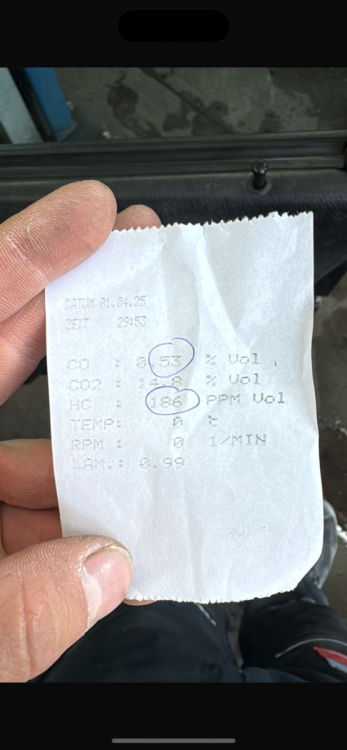 DATUM 01.04.25
ZEIT 29:53
CO : 0.53 % Vol
CO2 : 14.8 % Vol
HC : 186 PPM Vol
TEMP: 0 °C
RPM : 0 1/MIN
LAM.: 0.99